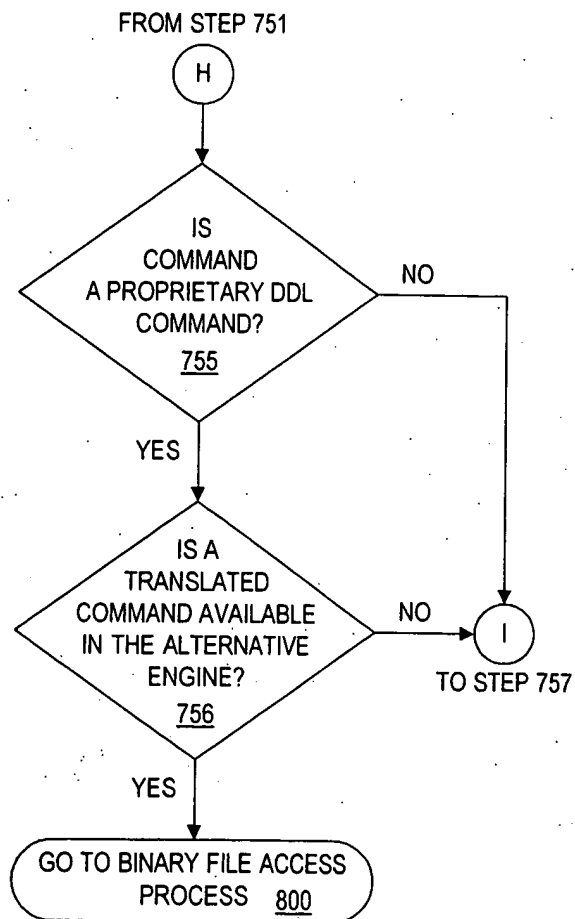 FROM STEP 751
H
IS
COMMAND
A PROPRIETARY DDL
COMMAND?
755
NO
YES
IS A
TRANSLATED
COMMAND AVAILABLE
IN THE ALTERNATIVE
ENGINE?
756
NO
I
TO STEP 757
YES
GO TO BINARY FILE ACCESS
PROCESS 800